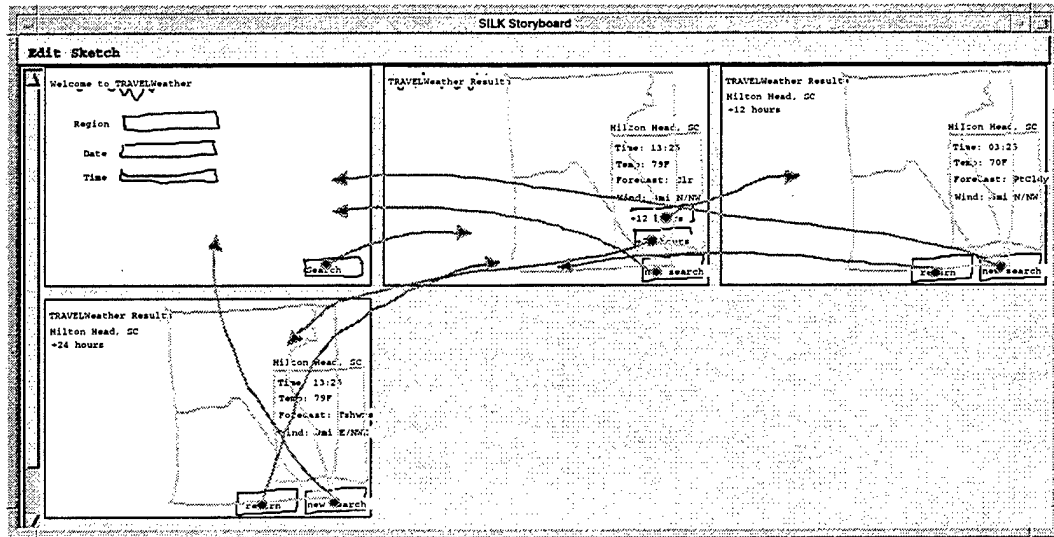 SILK Storyboard
Edit Sketch
Welcome to TRAVELWeather
Region
Date
Time
Search
TRAVELWeather Results
Hilton Head, SC
Time: 13:25
Temp: 79F
Forecast: Clr
Wind: N/NW
+12 hours
hours
new search
TRAVELWeather Results
Hilton Head, SC
+12 hours
Hilton Head, SC
Time: 03:25
Temp: 70F
Forecast: PtCldy
Wind: N/NW
return
new search
TRAVELWeather Results
Hilton Head, SC
+24 hours
Hilton Head, SC
Time: 13:25
Temp: 79F
Forecast: Tshwrs
Wind: E/NW
return
new search